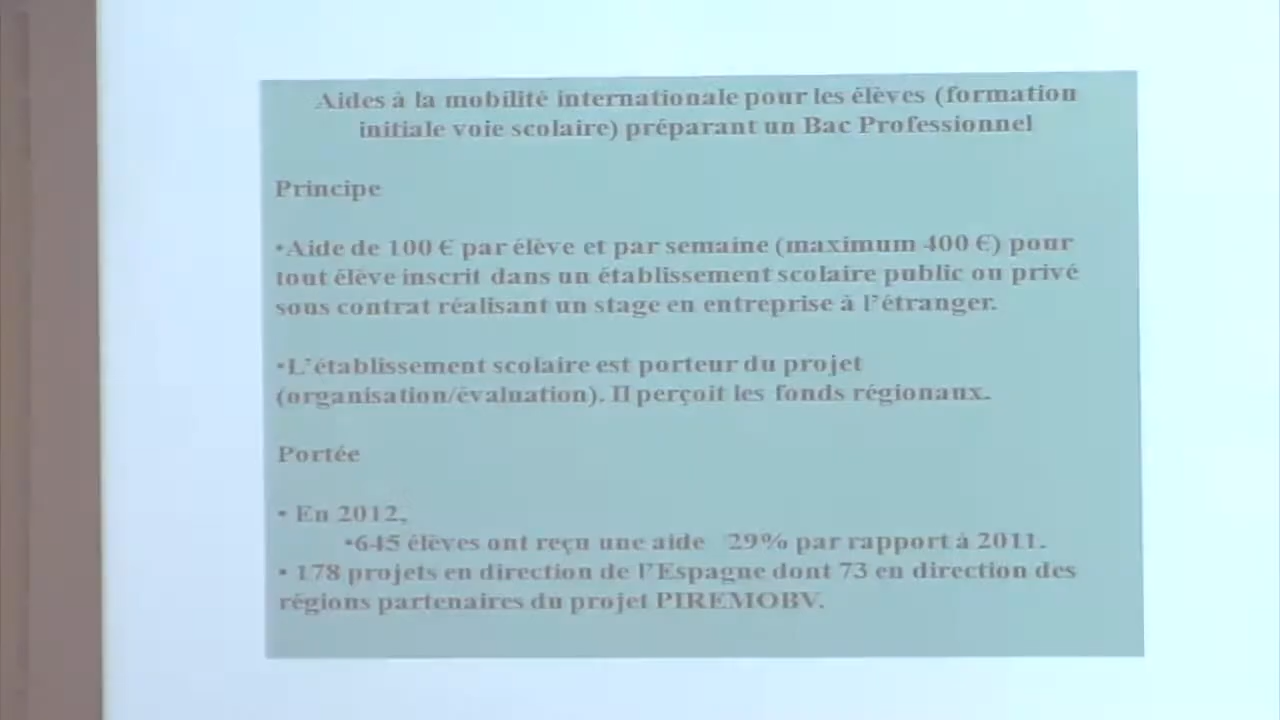 Aides à la mobilité internationale pour les élèves (formation
initiale voie scolaire) préparant un Bac Professionnel
Principe
•Aide de 100 € par élève et par semaine (maximum 400 €) pour
tout élève inscrit dans un établissement scolaire public ou privé
sous contrat réalisant un stage en entreprise à l'étranger.
•L'établissement scolaire est porteur du projet
(organisation/évaluation). Il perçoit les fonds régionaux.
Portée
• En 2012,
•645 élèves ont reçu une aide 29% par rapport à 2011.
• 178 projets en direction de l'Espagne dont 73 en direction des
régions partenaires du projet PIREMOBV.